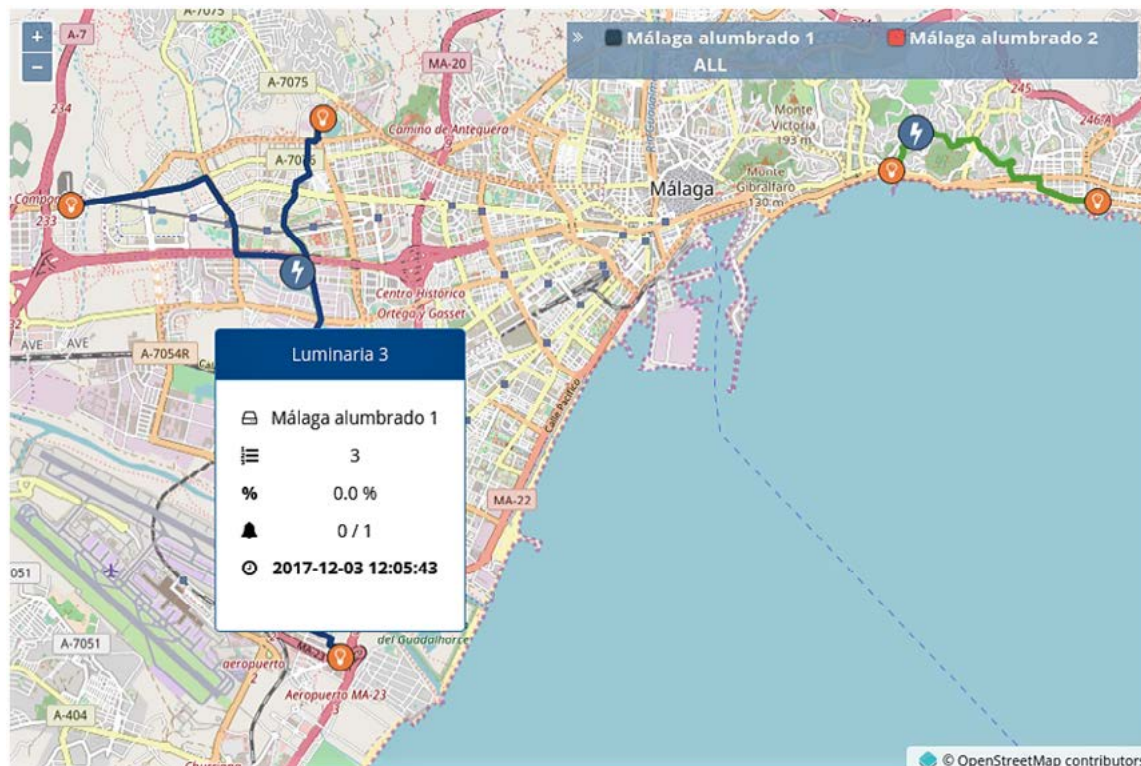 +
−
A-7
A-7075
A-7075
MA-20
» Málaga alumbrado 1 Málaga alumbrado 2
ALL
234
245
246 A
Camino de Antequera
A-7076
Monte
Victoria
193 m
Monte
Gibralfaro
130 m
Málaga
233
Centro Histórico
Ortega y Gasset
AVE AVE
A-7054R
Calle Pacífico
MA-22
Luminaria 3
Málaga alumbrado 1
3
% 0.0 %
0 / 1
2017-12-03 12:05:43
051
A-7051
MA-23
del Guadalhorce
aeropuerto
2
Aeropuerto MA-23
3
A-404
Churriana
© OpenStreetMap contributors